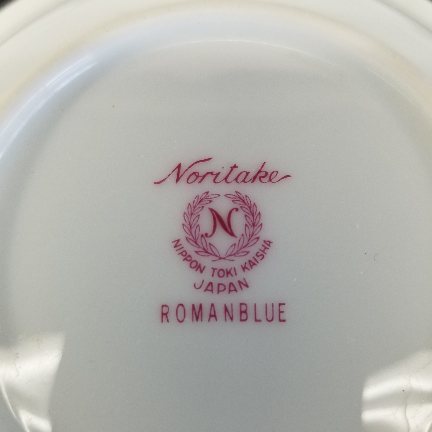 Noritake
N
NIPPON TOKI KAISHA
JAPAN
ROMANBLUE